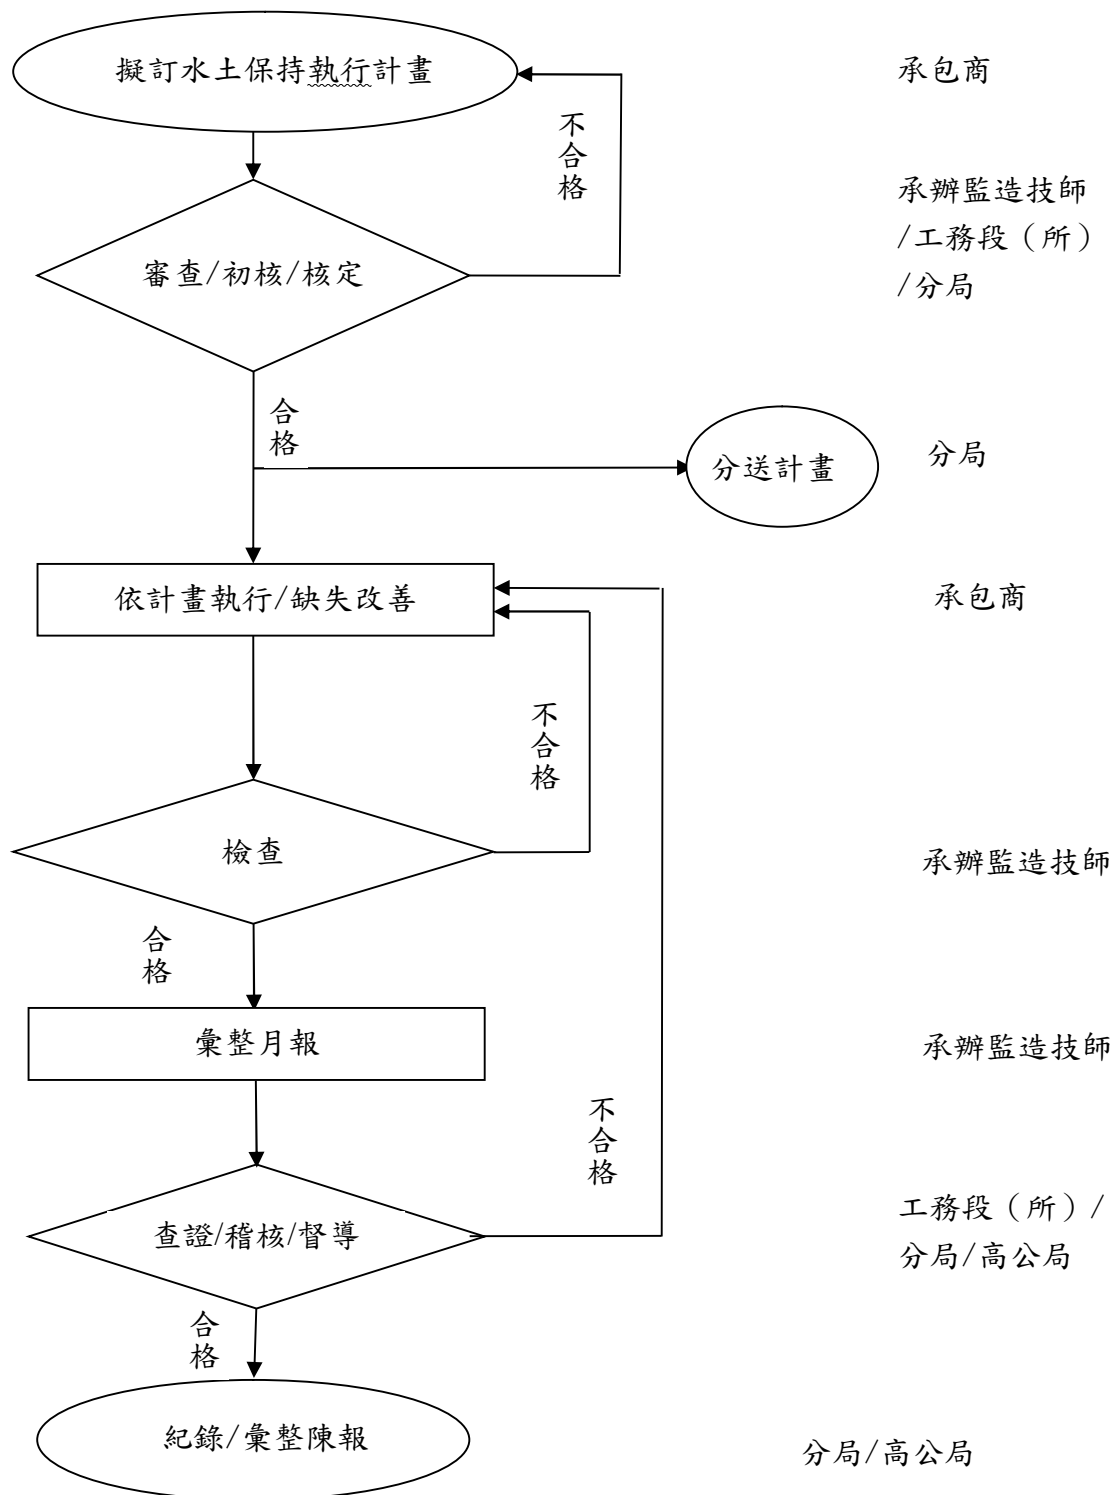 擬訂水土保持執行計畫
承包商
不合格
審查/初核/核定
承辦監造技師
/工務段（所）
/分局
合格
分送計畫
分局
依計畫執行/缺失改善
承包商
不合格
檢查
承辦監造技師
合格
彙整月報
承辦監造技師
不合格
查證/稽核/督導
工務段（所）/
分局/高公局
合格
紀錄/彙整陳報
分局/高公局